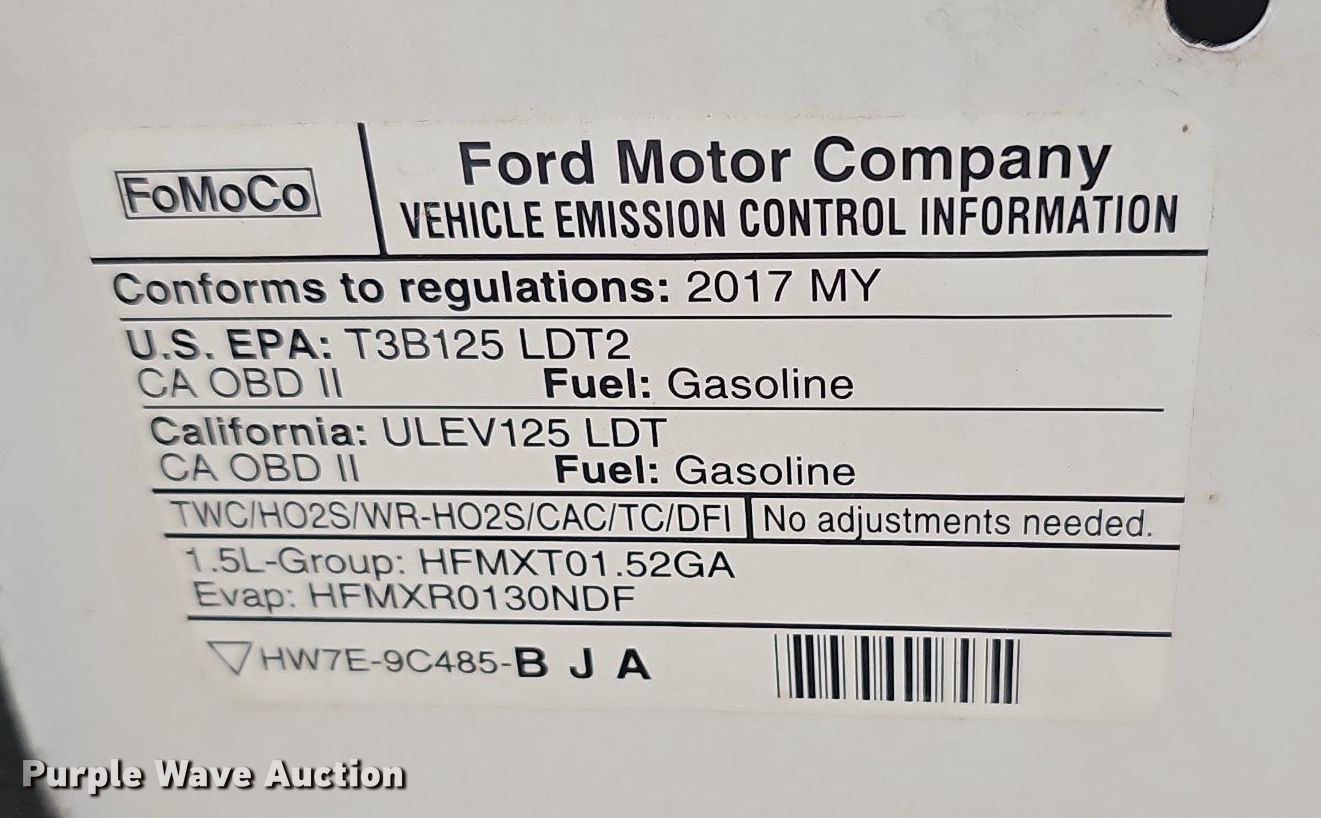 FoMoCo
Ford Motor Company
VEHICLE EMISSION CONTROL INFORMATION
Conforms to regulations: 2017 MY
U.S. EPA: T3B125 LDT2
CA OBD II Fuel: Gasoline
California: ULEV125 LDT
CA OBD II Fuel: Gasoline
TWC/HO2S/WR-HO2S/CAC/TC/DFI No adjustments needed.
1.5L-Group: HFMXT01.52GA
Evap: HFMXR0130NDF
HW7E-9C485-B J A
Purple Wave Auction